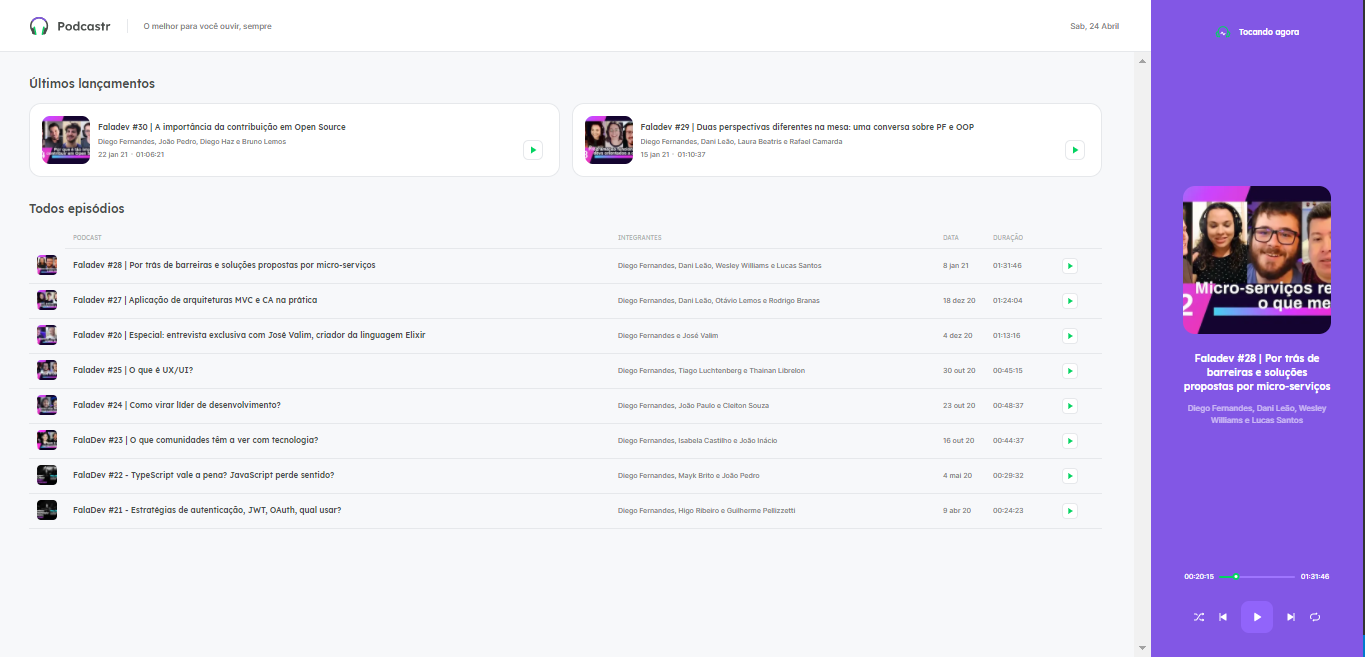 Podcastr
O melhor para você ouvir, sempre
Sab, 24 Abril
Últimos lançamentos
Faladev #30 | A importância da contribuição em Open Source
Diego Fernandes, João Pedro, Diego Haz e Bruno Lemos
22 jan 21 · 01:06:21
Faladev #29 | Duas perspectivas diferentes na mesa: uma conversa sobre PF e OOP
Diego Fernandes, Dani Leão, Laura Beatris e Rafael Camarda
15 jan 21 · 01:10:37
Todos episódios
PODCAST INTEGRANTES DATA DURAÇÃO
Faladev #28 | Por trás de barreiras e soluções propostas por micro-serviços Diego Fernandes, Dani Leão, Wesley Williams e Lucas Santos 8 jan 21 01:31:46
Faladev #27 | Aplicação de arquiteturas MVC e CA na prática Diego Fernandes, Dani Leão, Otávio Lemos e Rodrigo Branas 18 dez 20 01:24:04
Faladev #26 | Especial: entrevista exclusiva com José Valim, criador da linguagem Elixir Diego Fernandes e José Valim 4 dez 20 01:13:16
Faladev #25 | O que é UX/UI? Diego Fernandes, Tiago Luchtenberg e Thainan Librelon 30 out 20 00:45:15
Faladev #24 | Como virar líder de desenvolvimento? Diego Fernandes, João Paulo e Cleiton Souza 23 out 20 00:48:37
FalaDev #23 | O que comunidades têm a ver com tecnologia? Diego Fernandes, Isabela Castilho e João Inácio 16 out 20 00:44:37
FalaDev #22 - TypeScript vale a pena? JavaScript perde sentido? Diego Fernandes, Mayk Brito e João Pedro 4 mai 20 00:29:32
FalaDev #21 - Estratégias de autenticação, JWT, OAuth, qual usar? Diego Fernandes, Higo Ribeiro e Guilherme Pellizzetti 9 abr 20 00:24:23
Tocando agora
Micro-serviços re
2 o que me
Faladev #28 | Por trás de
barreiras e soluções
propostas por micro-serviços
Diego Fernandes, Dani Leão, Wesley
Williams e Lucas Santos
00:20:15 01:31:46